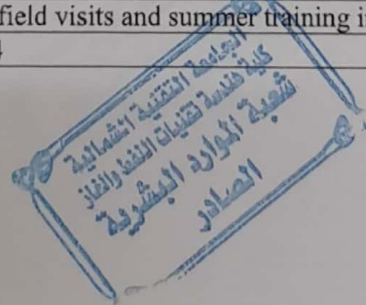 field visits and summer training i
الجامعة التقنية الشمالية
كلية هندسة تقنيات النفط والغاز
شعبة الموارد البشرية
الصادر